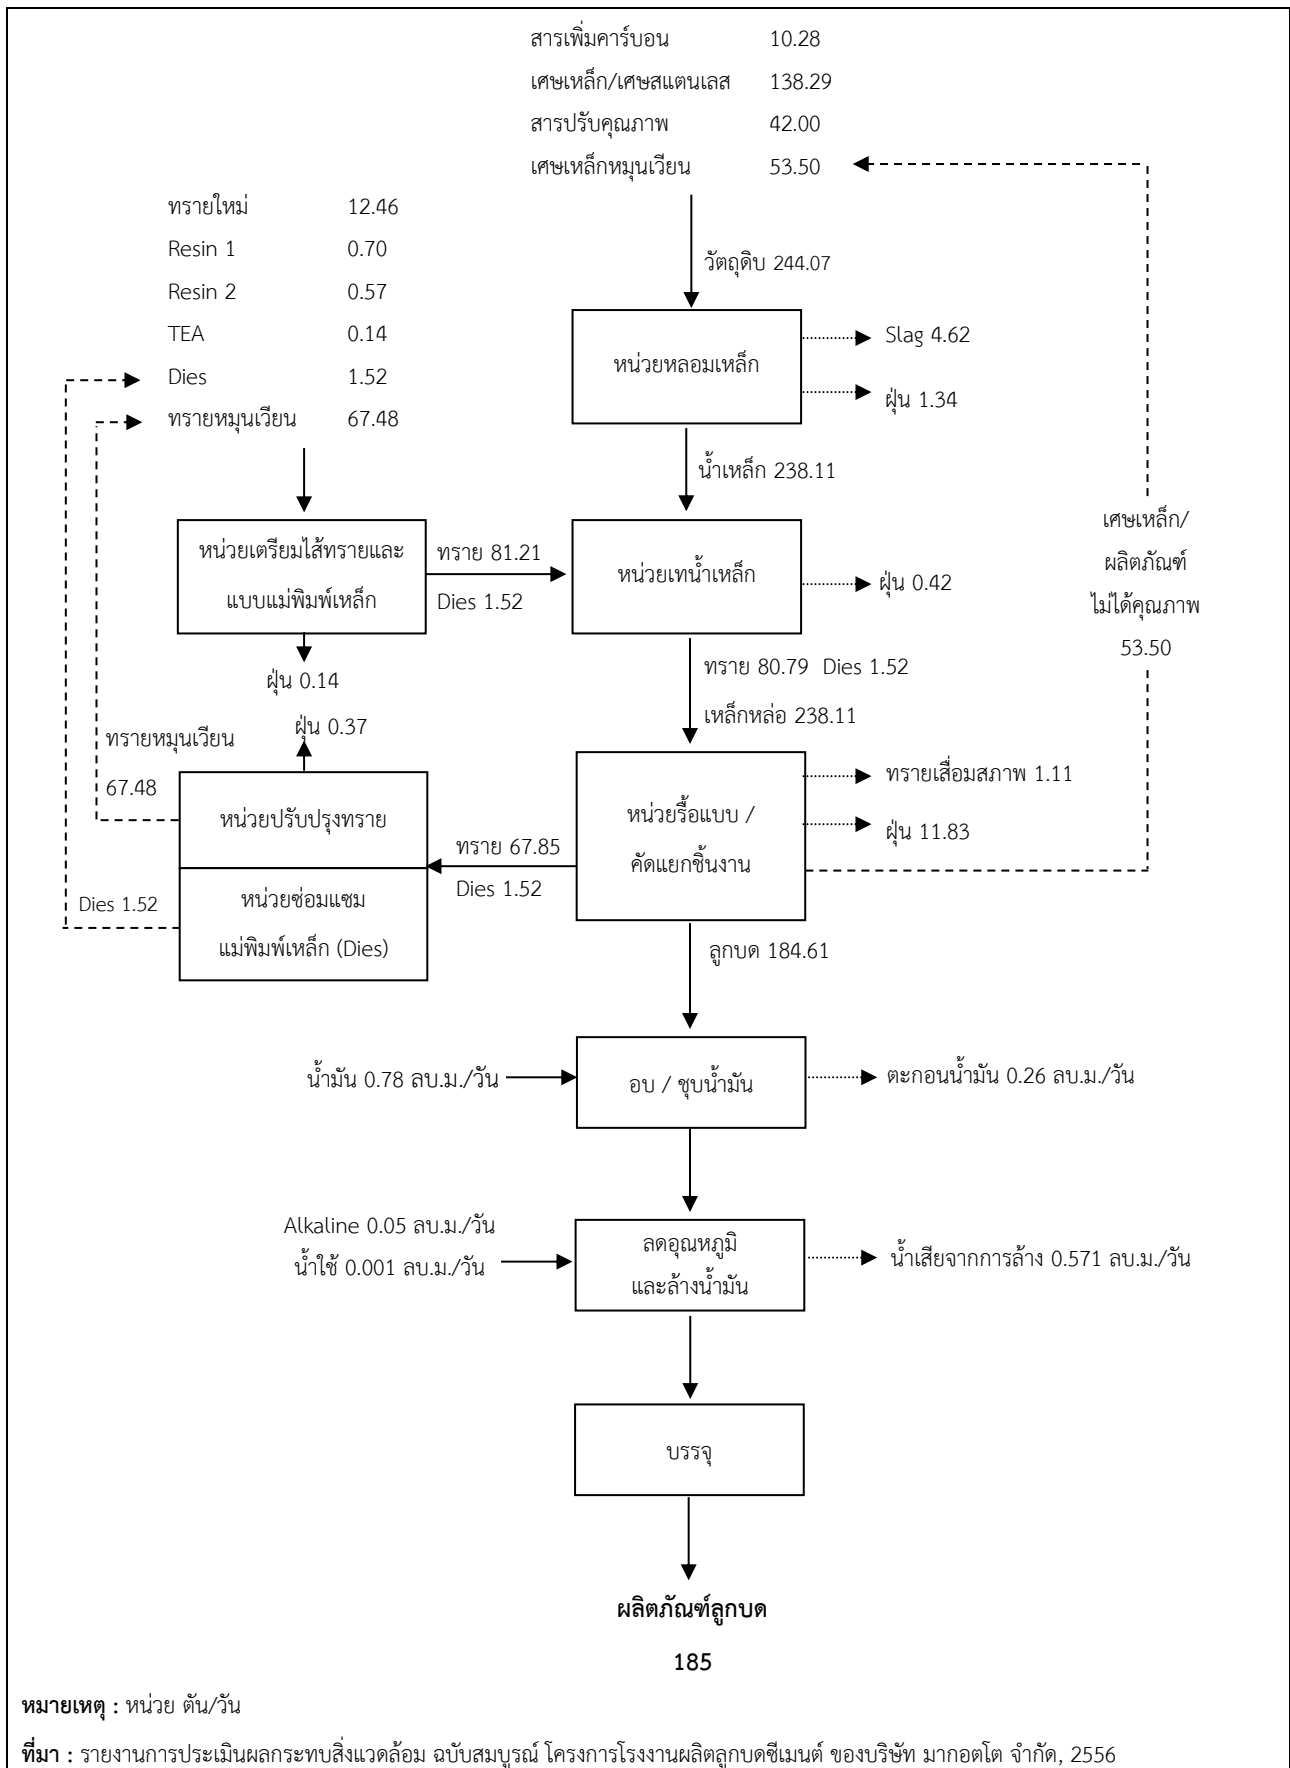 สารเพิ่มคาร์บอน 10.28
เศษเหล็ก/เศษสแตนเลส 138.29
สารปรับคุณภาพ 42.00
เศษเหล็กหมุนเวียน 53.50
ทรายใหม่ 12.46
Resin 1 0.70
Resin 2 0.57
TEA 0.14
Dies 1.52
ทรายหมุนเวียน 67.48
วัตถุดิบ 244.07
หน่วยหลอมเหล็ก
Slag 4.62
ฝุ่น 1.34
น้ำเหล็ก 238.11
หน่วยเตรียมไส้ทรายและ
แบบแม่พิมพ์เหล็ก
ทราย 81.21
Dies 1.52
หน่วยเทน้ำเหล็ก
ฝุ่น 0.42
เศษเหล็ก/
ผลิตภัณฑ์
ไม่ได้คุณภาพ
53.50
ฝุ่น 0.14
ทราย 80.79 Dies 1.52
เหล็กหล่อ 238.11
ฝุ่น 0.37
ทรายหมุนเวียน
67.48
หน่วยปรับปรุงทราย
ทราย 67.85
Dies 1.52
หน่วยรื้อแบบ /
คัดแยกชิ้นงาน
ทรายเสื่อมสภาพ 1.11
ฝุ่น 11.83
Dies 1.52
หน่วยซ่อมแซม
แม่พิมพ์เหล็ก (Dies)
ลูกบด 184.61
น้ำมัน 0.78 ลบ.ม./วัน
อบ / ชุบน้ำมัน
ตะกอนน้ำมัน 0.26 ลบ.ม./วัน
Alkaline 0.05 ลบ.ม./วัน
น้ำใช้ 0.001 ลบ.ม./วัน
ลดอุณหภูมิ
และล้างน้ำมัน
น้ำเสียจากการล้าง 0.571 ลบ.ม./วัน
บรรจุ
ผลิตภัณฑ์ลูกบด
185
หมายเหตุ : หน่วย ตัน/วัน
ที่มา : รายงานการประเมินผลกระทบสิ่งแวดล้อม ฉบับสมบูรณ์ โครงการโรงงานผลิตลูกบดซีเมนต์ ของบริษัท มากอตโต จำกัด, 2556